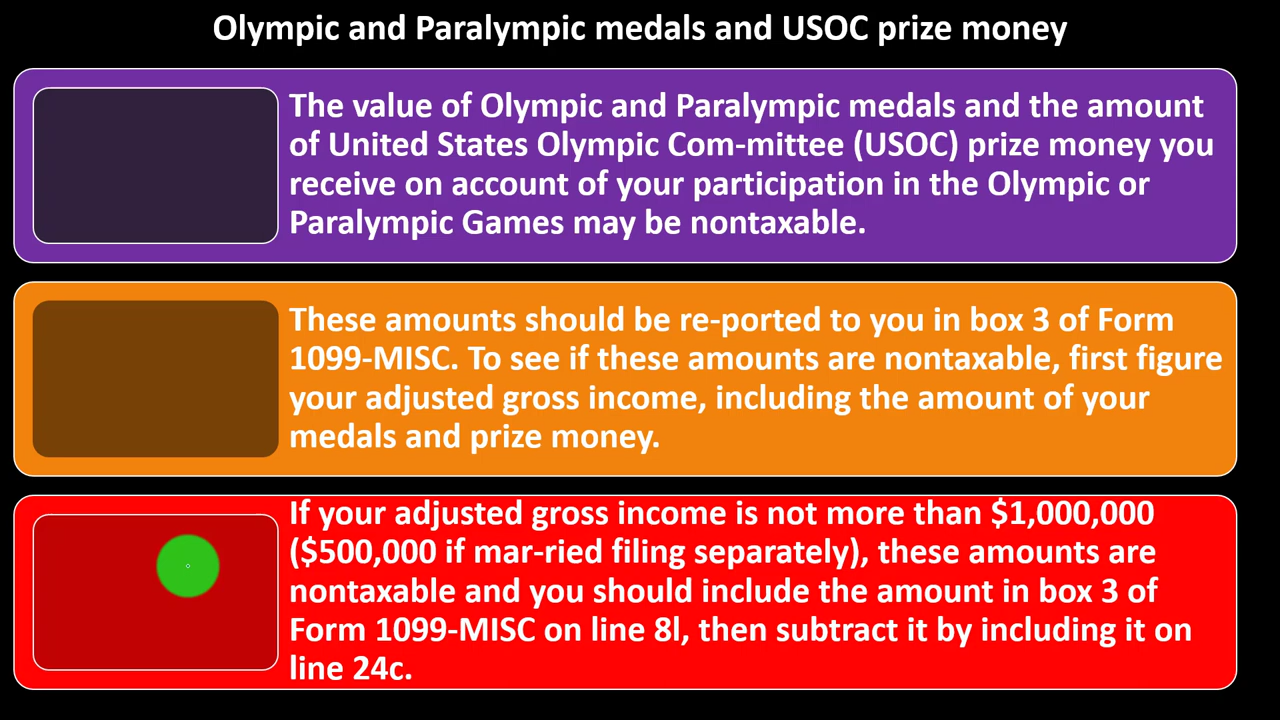 Olympic and Paralympic medals and USOC prize money
The value of Olympic and Paralympic medals and the amount
of United States Olympic Com-mittee (USOC) prize money you
receive on account of your participation in the Olympic or
Paralympic Games may be nontaxable.
These amounts should be re-ported to you in box 3 of Form
1099-MISC. To see if these amounts are nontaxable, first figure
your adjusted gross income, including the amount of your
medals and prize money.
If your adjusted gross income is not more than $1,000,000
($500,000 if mar-ried filing separately), these amounts are
nontaxable and you should include the amount in box 3 of
Form 1099-MISC on line 8l, then subtract it by including it on
line 24c.